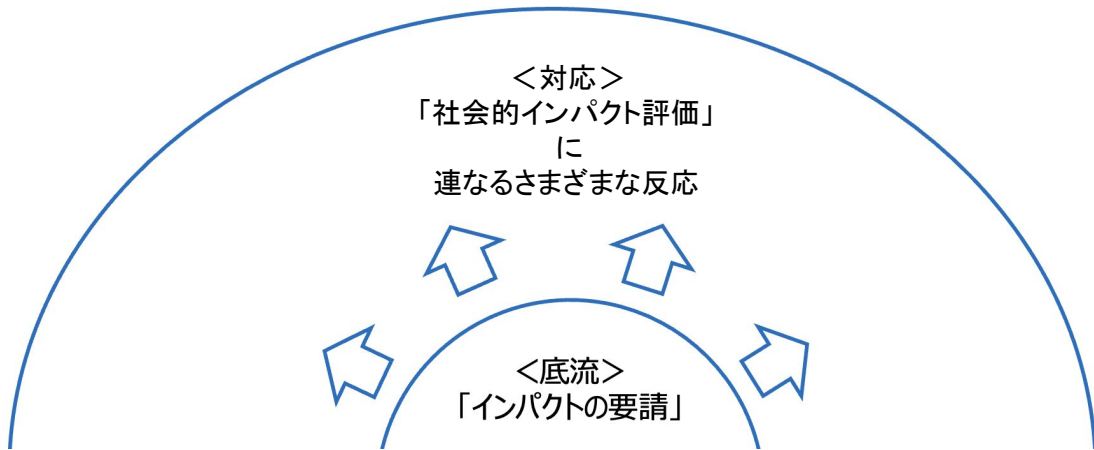 ＜対応＞
「社会的インパクト評価」
に
連なるさまざまな反応
＜底流＞
「インパクトの要請」